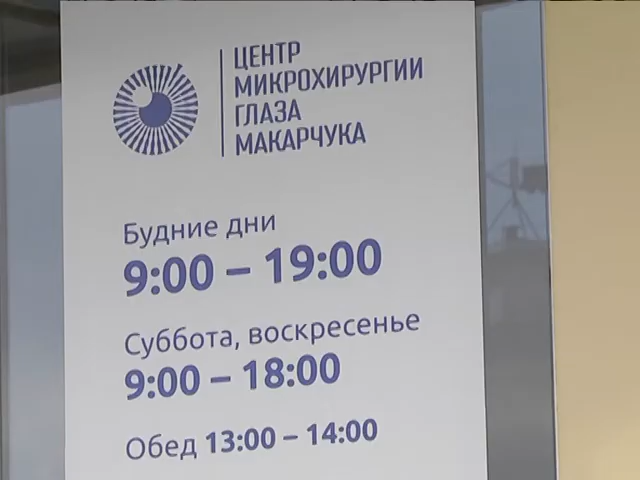 ЦЕНТР
МИКРОХИРУРГИИ
ГЛАЗА
МАКАРЧУКА
Будние дни
9:00 – 19:00
Суббота, воскресенье
9:00 – 18:00
Обед 13:00 – 14:00